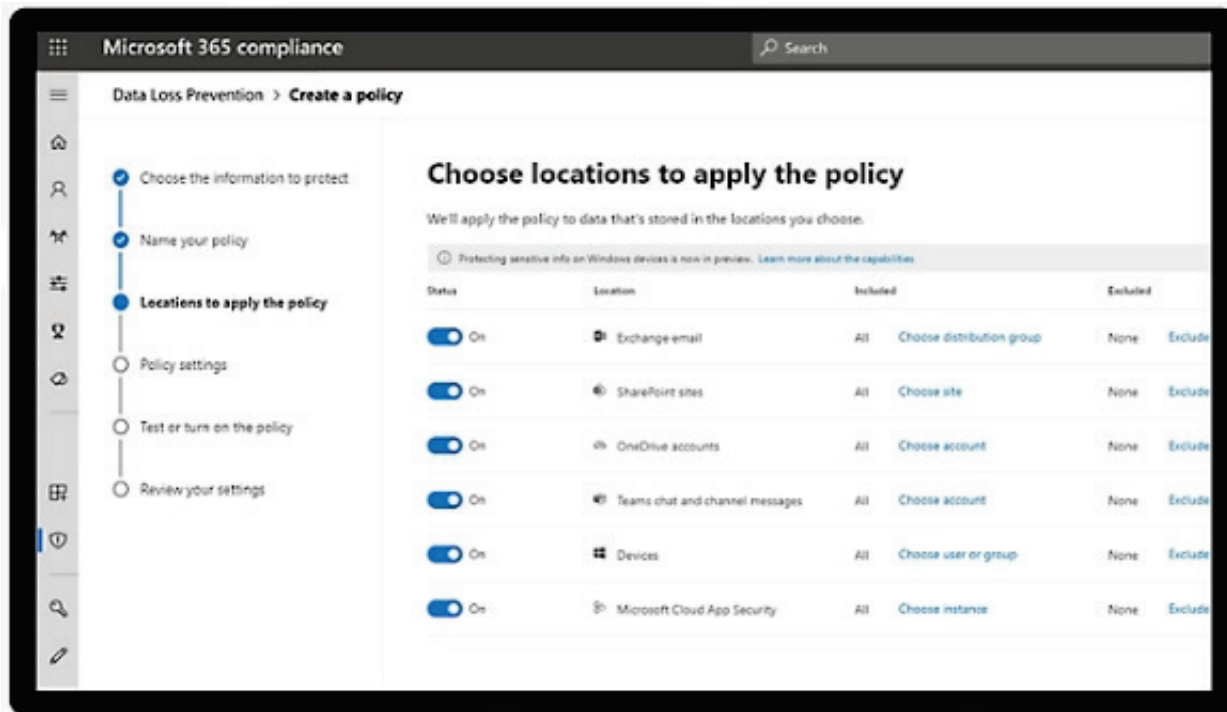 Microsoft 365 compliance
Search
Data Loss Prevention > Create a policy
Choose the information to protect
Name your policy
Locations to apply the policy
Policy settings
Test or turn on the policy
Review your settings
Choose locations to apply the policy
We'll apply the policy to data that's stored in the locations you choose.
Protecting sensitive info on Windows devices is now in preview. Learn more about the capabilities
Status Location Included Excluded
On Exchange email All Choose distribution group None Exclude
On SharePoint sites All Choose site None Exclude
On OneDrive accounts All Choose account None Exclude
On Teams chat and channel messages All Choose account None Exclude
On Devices All Choose user or group None Exclude
On Microsoft Cloud App Security All Choose instance None Exclude